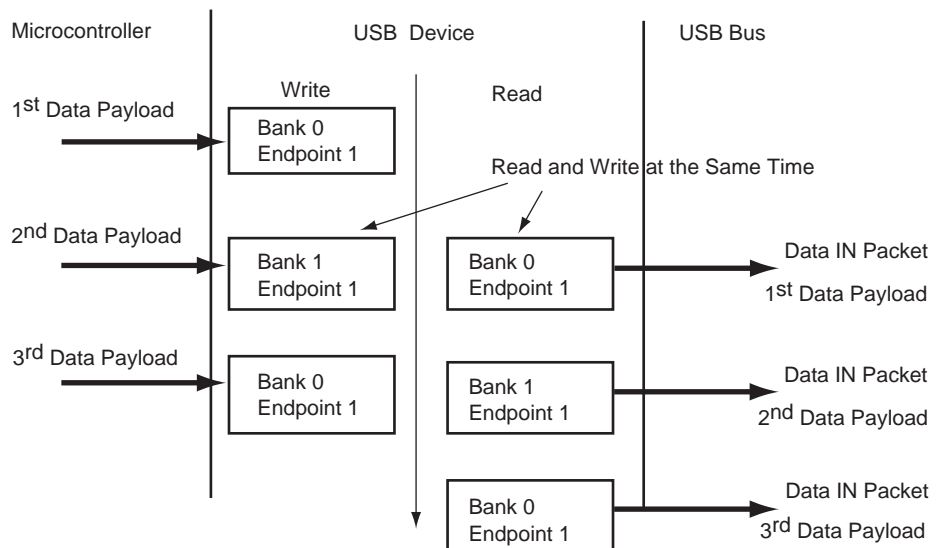 Microcontroller
USB Device
USB Bus
Write
Read
1st Data Payload
Bank 0
Endpoint 1
Read and Write at the Same Time
2nd Data Payload
Bank 1
Endpoint 1
Bank 0
Endpoint 1
Data IN Packet
1st Data Payload
3rd Data Payload
Bank 0
Endpoint 1
Bank 1
Endpoint 1
Data IN Packet
2nd Data Payload
Bank 0
Endpoint 1
Data IN Packet
3rd Data Payload